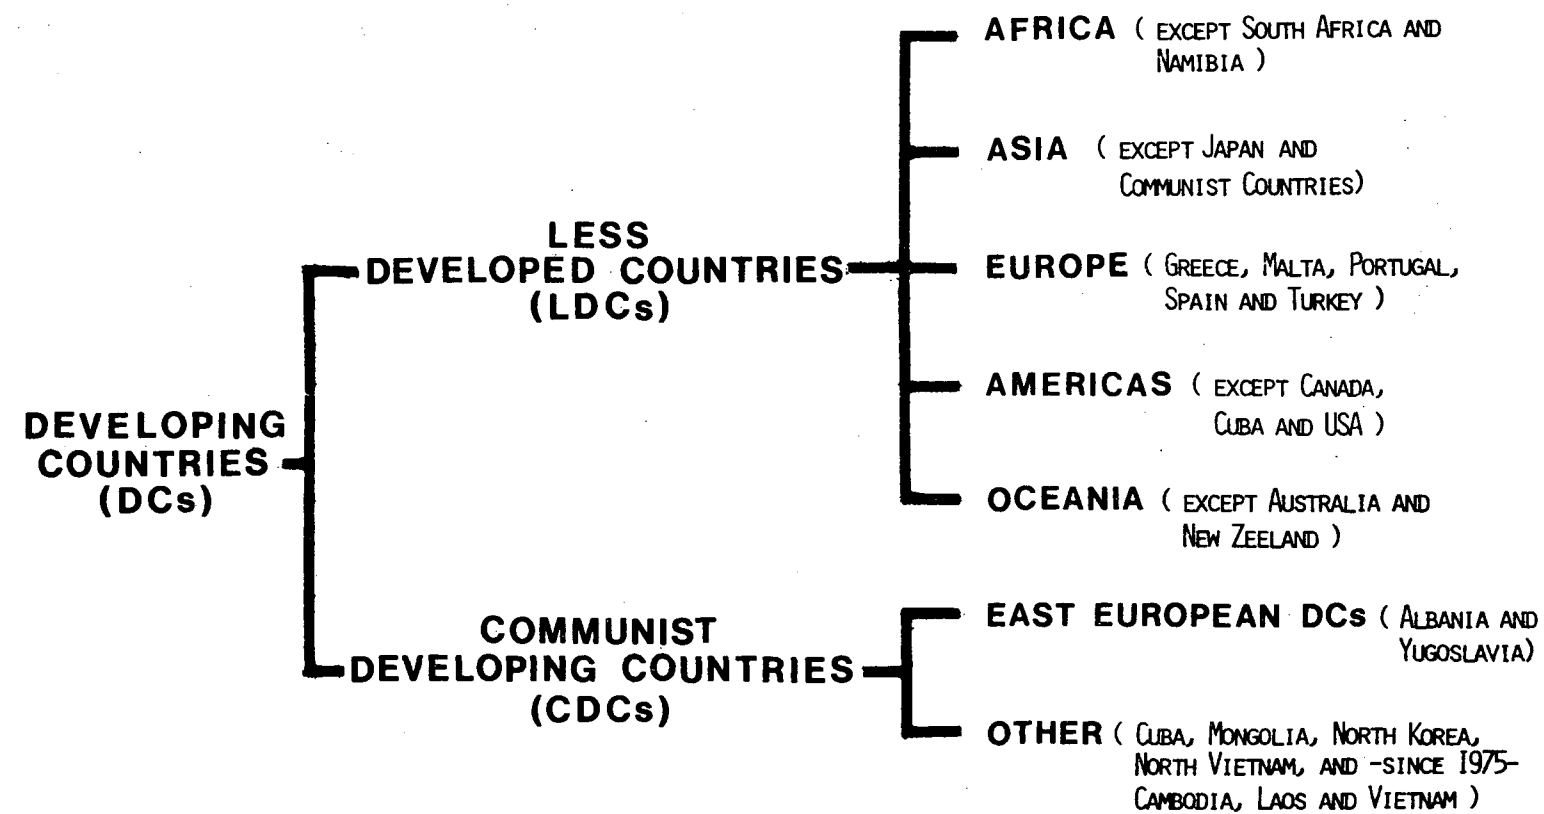 DEVELOPING
COUNTRIES
(DCs)
LESS
DEVELOPED COUNTRIES
(LDCs)
AFRICA ( EXCEPT SOUTH AFRICA AND
NAMIBIA )
ASIA ( EXCEPT JAPAN AND
COMMUNIST COUNTRIES)
EUROPE ( GREECE, MALTA, PORTUGAL,
SPAIN AND TURKEY )
AMERICAS ( EXCEPT CANADA,
CUBA AND USA )
OCEANIA ( EXCEPT AUSTRALIA AND
NEW ZEELAND )
COMMUNIST
DEVELOPING COUNTRIES
(CDCs)
EAST EUROPEAN DCs ( ALBANIA AND
YUGOSLAVIA)
OTHER ( CUBA, MONGOLIA, NORTH KOREA,
NORTH VIETNAM, AND -SINCE 1975-
CAMBODIA, LAOS AND VIETNAM )